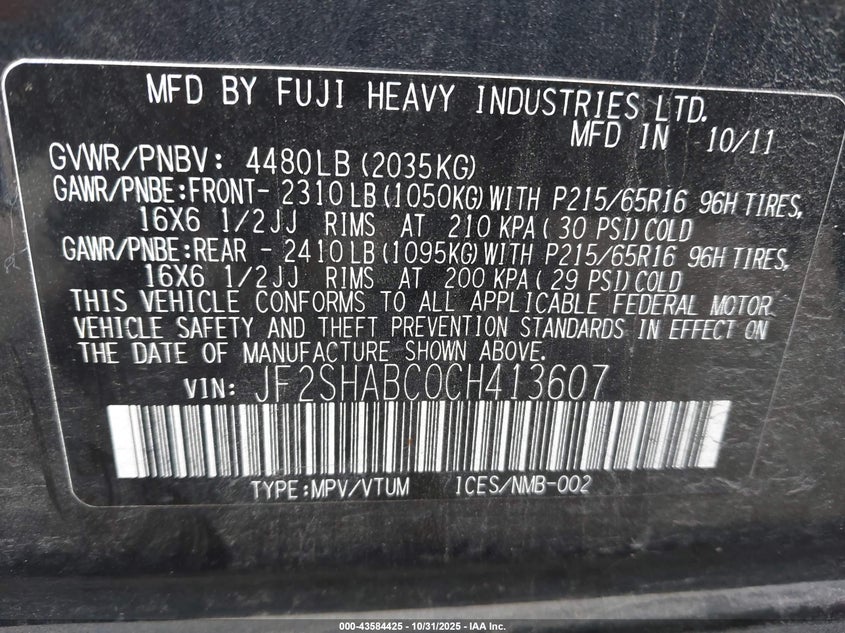 MFD BY FUJI HEAVY INDUSTRIES LTD.
MFD IN 10/11
GVWR/PNBV: 4480LB (2035KG)
GAWR/PNBE:FRONT- 2310LB(1050KG)WITH P215/65R16 96H TIRES,
16X6 1/2JJ RIMS AT 210 KPA( 30 PSI)COLD
GAWR/PNBE:REAR - 2410LB(1095KG)WITH P215/65R16 96H TIRES,
16X6 1/2JJ RIMS AT 200 KPA( 29 PSI)COLD
THIS VEHICLE CONFORMS TO ALL APPLICABLE FEDERAL MOTOR
VEHICLE SAFETY AND THEFT PREVENTION STANDARDS IN EFFECT ON
THE DATE OF MANUFACTURE SHOWN ABOVE.
VIN: JF2SHABC0CH413607
TYPE:MPV/VTUM ICES/NMB-002
000-43584425 - 10/31/2025 - IAA Inc.